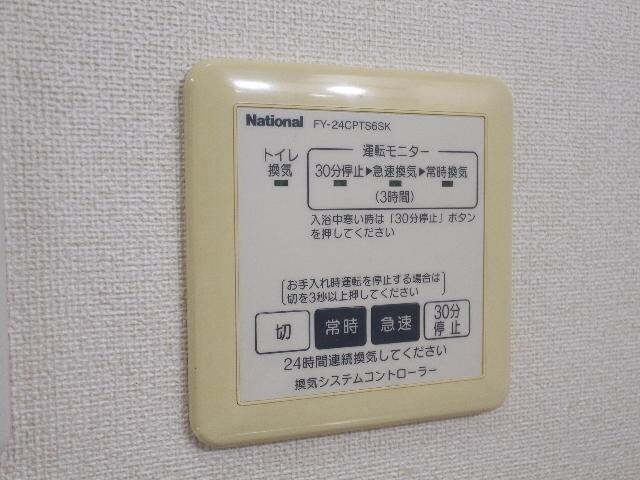 National FY-24CPTS6SK
トイレ
換気
運転モニター
30分停止▶急速換気▶常時換気
(3時間)
入浴中寒い時は「30分停止」ボタン
を押してください
お手入れ時運転を停止する場合は
切を3秒以上押してください
切 常時 急速 30分停止
24時間連続換気してください
換気システムコントローラー